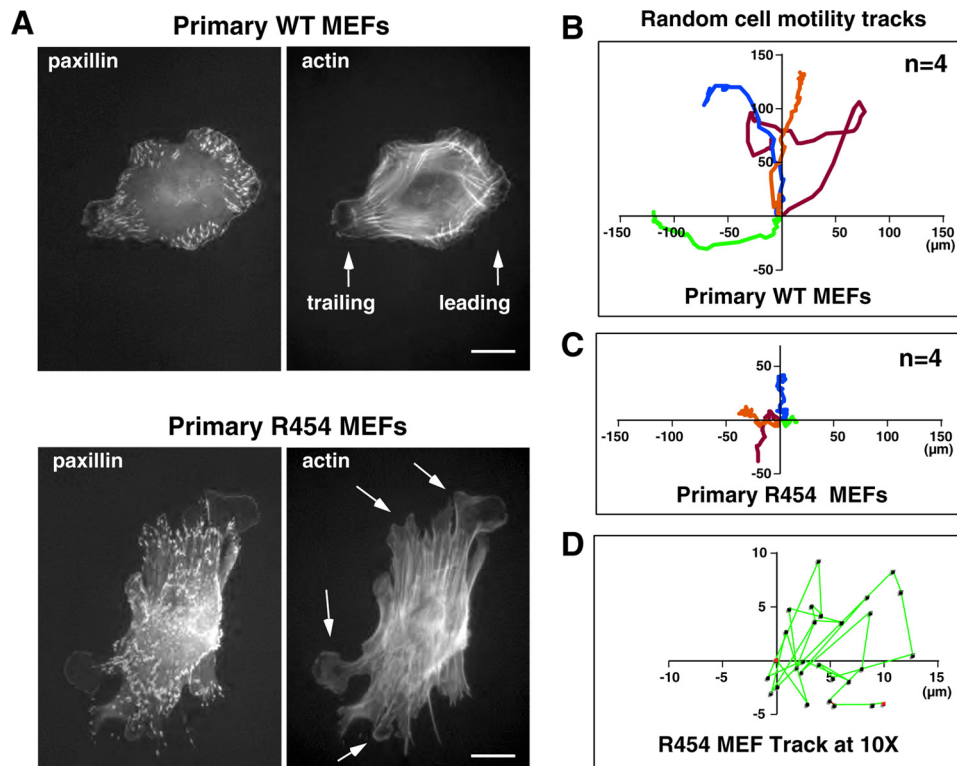 A
Primary WT MEFs
paxillin
actin
trailing
leading
Primary R454 MEFs
paxillin
actin
B
Random cell motility tracks
n=4
150
100
50
-50
-150
-100
-50
0
50
100
150
(µm)
Primary WT MEFs
C
n=4
50
-50
-150
-100
-50
0
50
100
150
(µm)
Primary R454 MEFs
D
10
5
-5
-10
-5
0
5
10
15
(µm)
R454 MEF Track at 10X